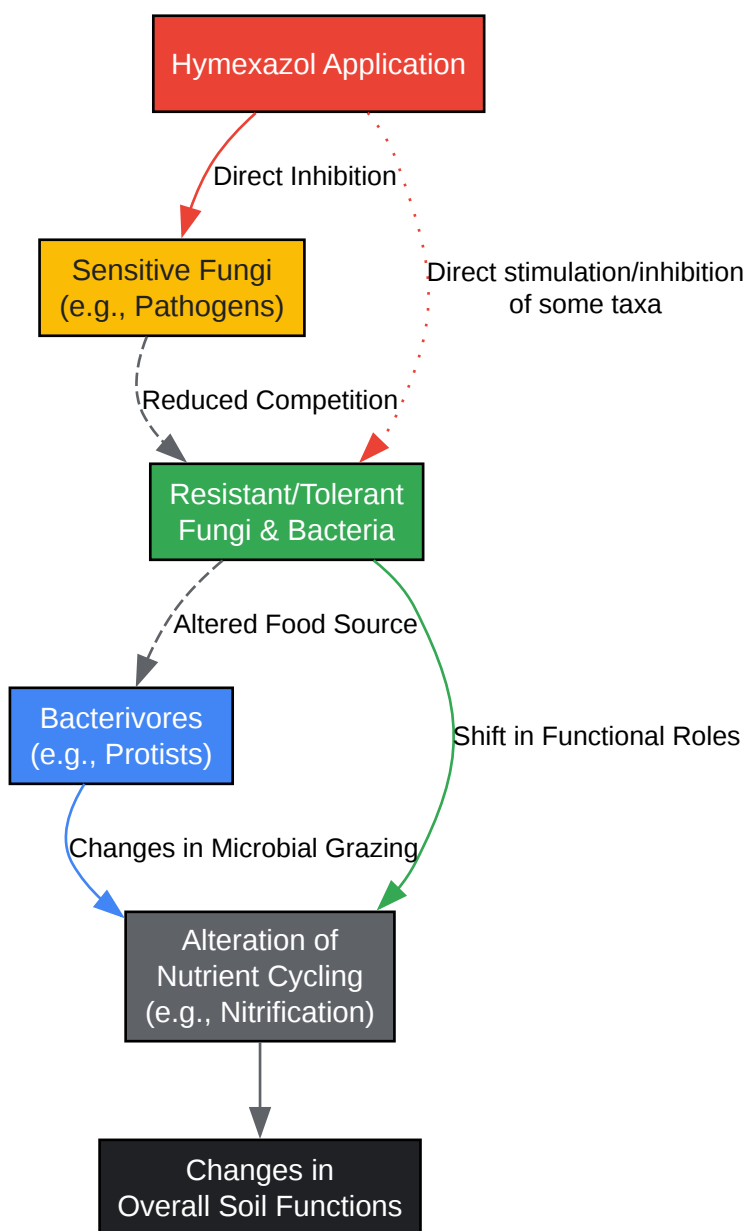 Hymexazol Application
Direct Inhibition
Sensitive Fungi
(e.g., Pathogens)
Direct stimulation/inhibition
of some taxa
Reduced Competition
Resistant/Tolerant
Fungi & Bacteria
Altered Food Source
Bacterivores
(e.g., Protists)
Shift in Functional Roles
Changes in Microbial Grazing
Alteration of
Nutrient Cycling
(e.g., Nitrification)
Changes in
Overall Soil Functions